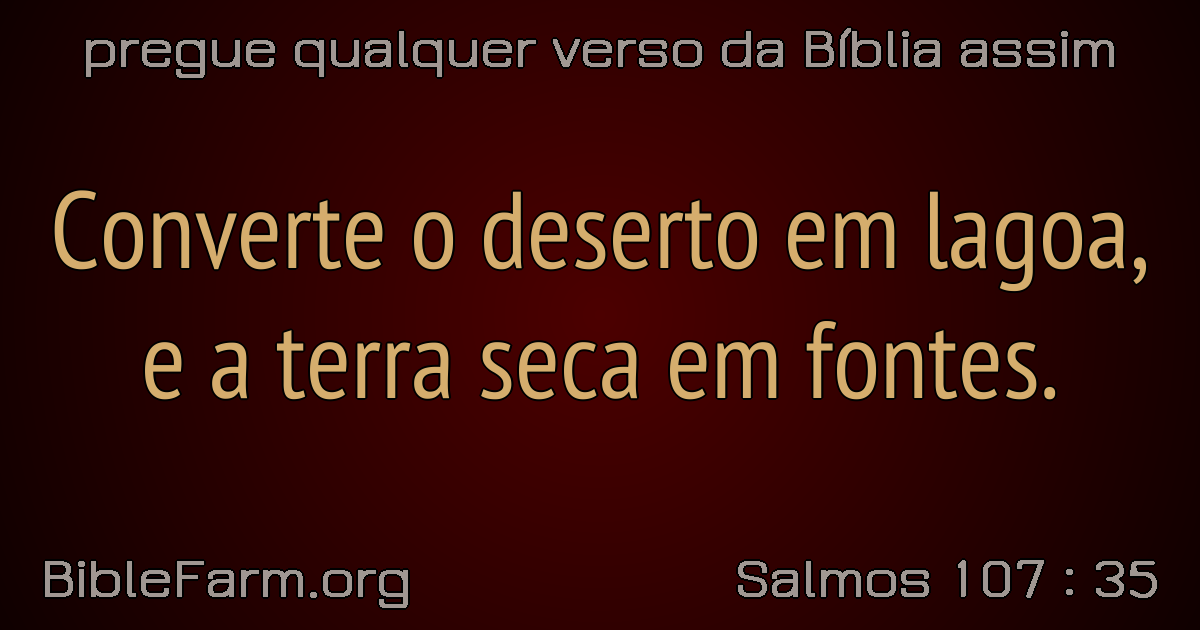 pregue qualquer verso da Bíblia assim
Converte o deserto em lagoa,
e a terra seca em fontes.
BibleFarm.org
Salmos 107 : 35